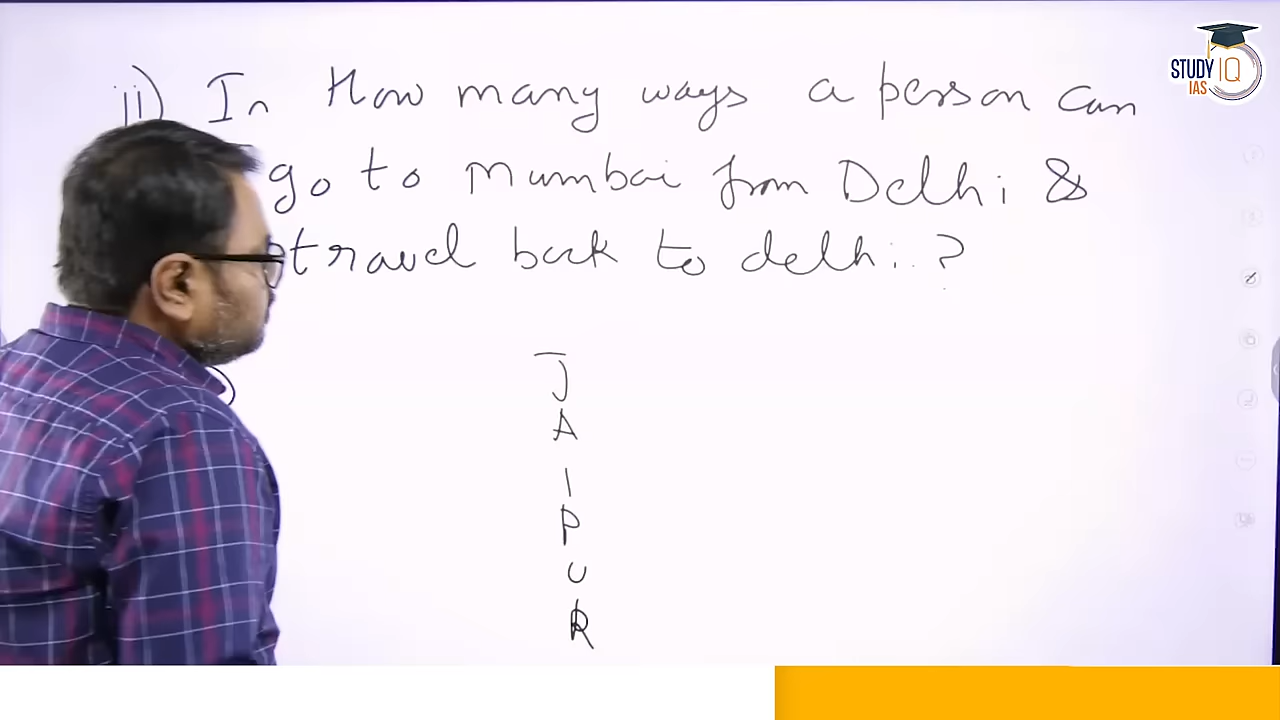 ii) In How many ways a person can
go to Mumbai from Delhi &
travel back to delhi ?
J
A
I
P
U
R
STUDY IQ
IAS